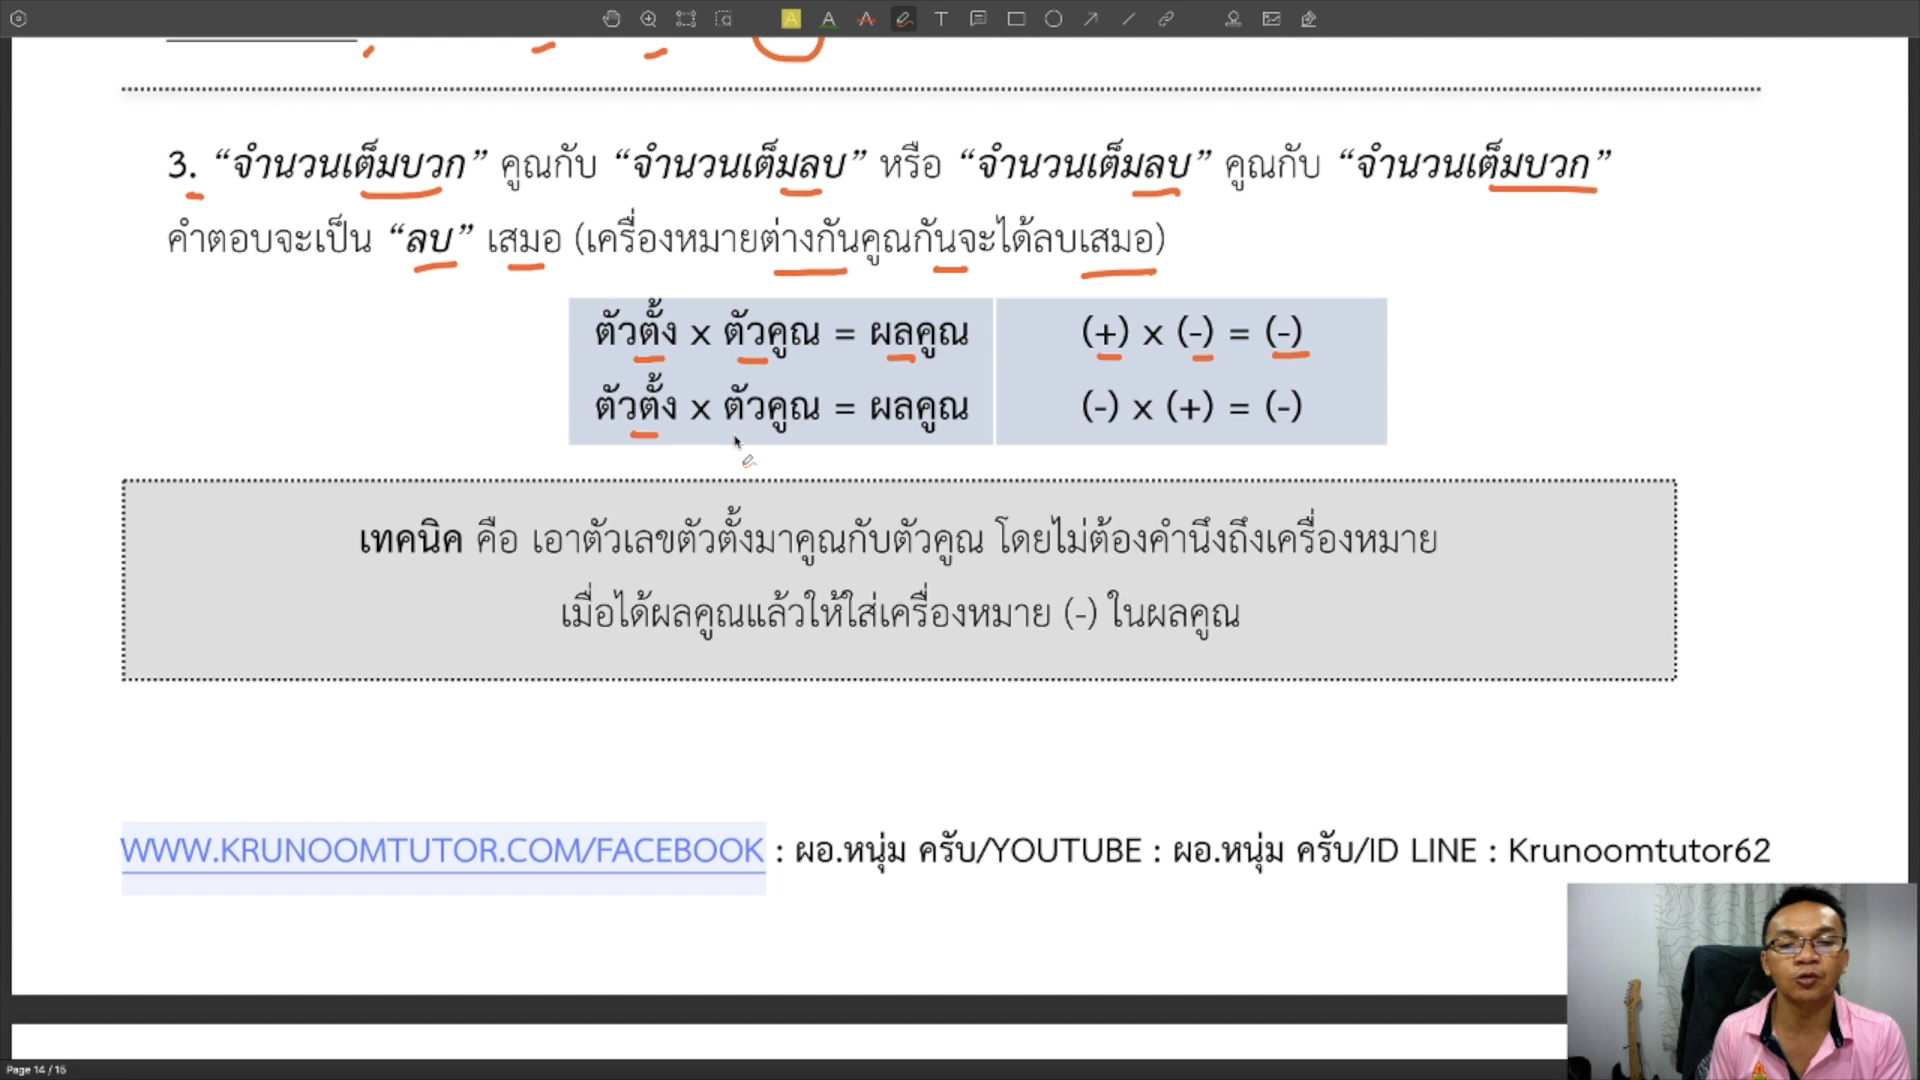 3. “จำนวนเต็มบวก” คูณกับ “จำนวนเต็มลบ” หรือ “จำนวนเต็มลบ” คูณกับ “จำนวนเต็มบวก”
คำตอบจะเป็น “ลบ” เสมอ (เครื่องหมายต่างกันคูณกันจะได้ลบเสมอ)
ตัวตั้ง x ตัวคูณ = ผลคูณ (+) x (-) = (-)
ตัวตั้ง x ตัวคูณ = ผลคูณ (-) x (+) = (-)
เทคนิค คือ เอาตัวเลขตัวตั้งมาคูณกับตัวคูณ โดยไม่ต้องคำนึงถึงเครื่องหมาย
เมื่อได้ผลคูณแล้วให้ใส่เครื่องหมาย (-) ในผลคูณ
WWW.KRUNOOMTUTOR.COM/FACEBOOK : ผอ.หนุ่ม ครับ/YOUTUBE : ผอ.หนุ่ม ครับ/ID LINE : Krunoomtutor62
Page 14 / 15